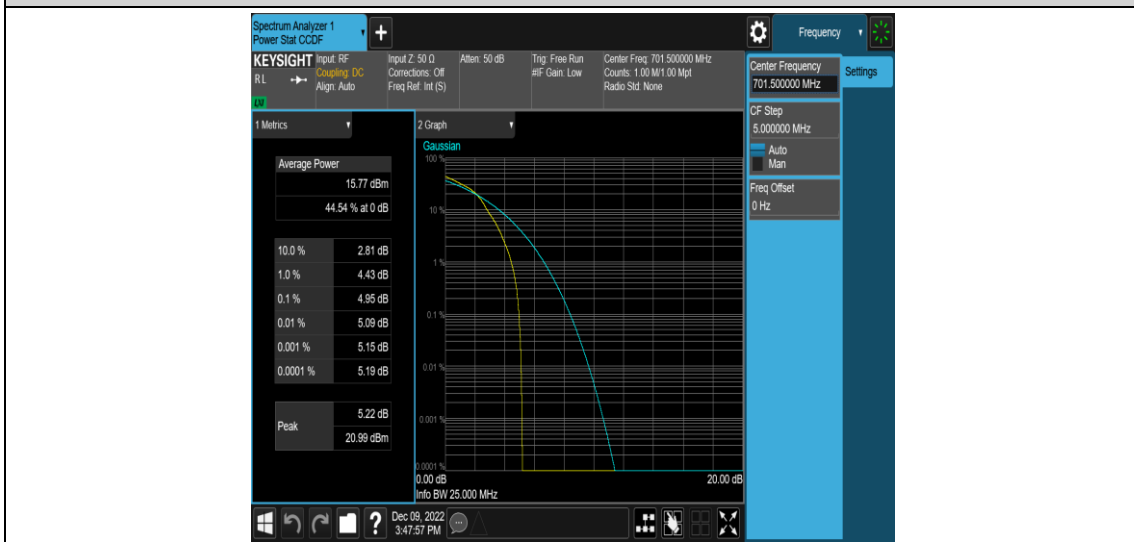 Spectrum Analyzer 1
Power Stat CCDF
+
Frequency
KEYSIGHT
RL
Input: RF
Coupling: DC
Align: Auto
Input Z: 50 Ω
Corrections: Off
Freq Ref: Int (S)
Atten: 50 dB
Trig: Free Run
#IF Gain: Low
Center Freq: 701.500000 MHz
Counts: 1.00 M/1.00 Mpt
Radio Std: None
Center Frequency
701.500000 MHz
Settings
CF Step
5.000000 MHz
Auto
Man
Freq Offset
0 Hz
1 Metrics
Average Power
15.77 dBm
44.54 % at 0 dB
10.0 % 2.81 dB
1.0 % 4.43 dB
0.1 % 4.95 dB
0.01 % 5.09 dB
0.001 % 5.15 dB
0.0001 % 5.19 dB
Peak
5.22 dB
20.99 dBm
2 Graph
Gaussian
100 %
10 %
1 %
0.1 %
0.01 %
0.001 %
0.0001 %
0.00 dB
20.00 dB
Info BW 25.000 MHz
?
Dec 09, 2022
3:47:57 PM